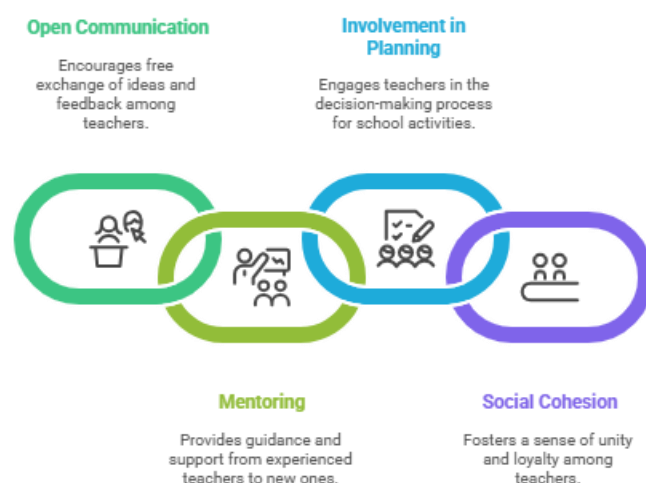 Open Communication
Encourages free
exchange of ideas and
feedback among
teachers.
Involvement in
Planning
Engages teachers in the
decision-making process
for school activities.
Mentoring
Provides guidance and
support from experienced
teachers to new ones.
Social Cohesion
Fosters a sense of unity
and loyalty among
teachers.